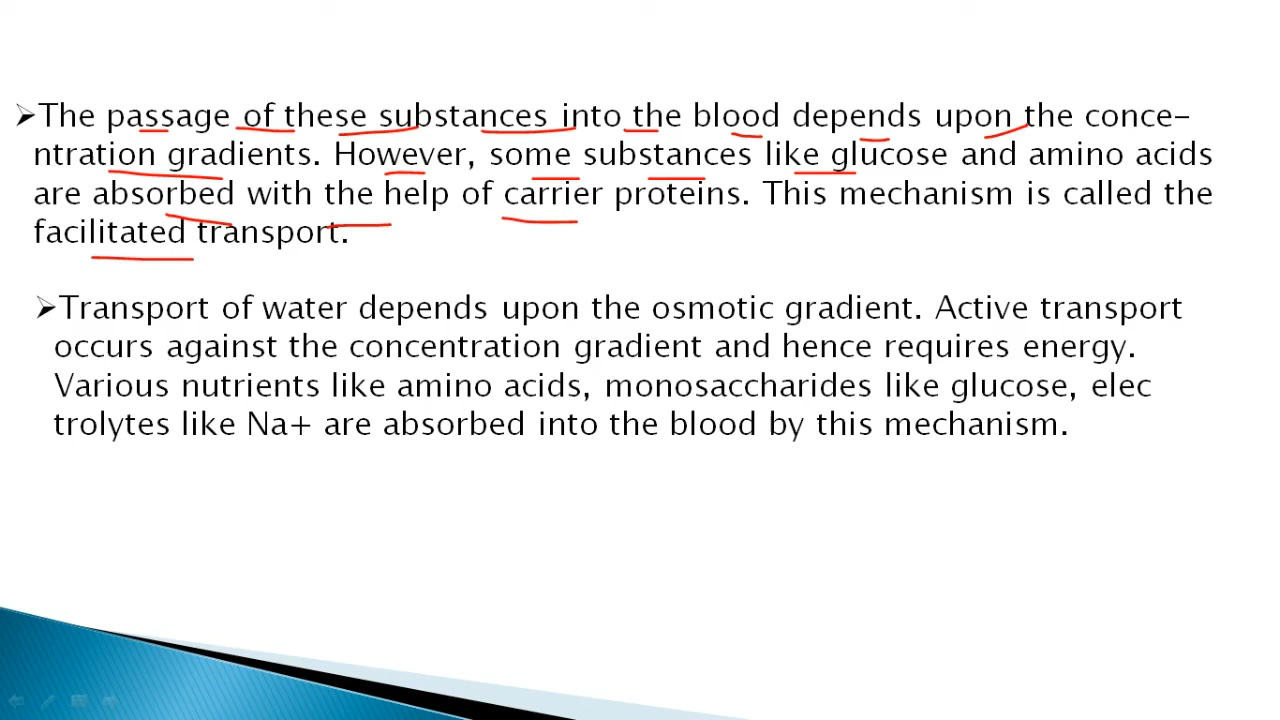 ➢The passage of these substances into the blood depends upon the conce-
ntration gradients. However, some substances like glucose and amino acids
are absorbed with the help of carrier proteins. This mechanism is called the
facilitated transport.
➢Transport of water depends upon the osmotic gradient. Active transport
occurs against the concentration gradient and hence requires energy.
Various nutrients like amino acids, monosaccharides like glucose, elec
trolytes like Na+ are absorbed into the blood by this mechanism.